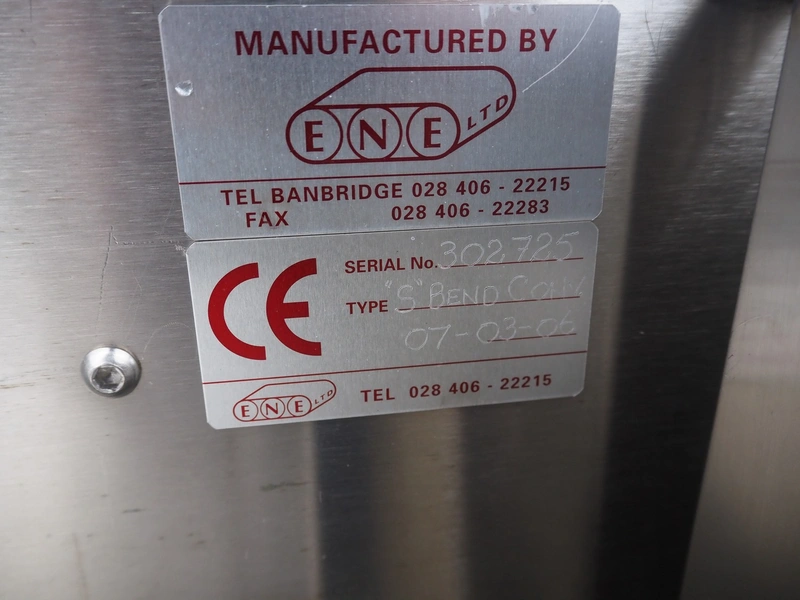 MANUFACTURED BY
ENE LTD
TEL BANBRIDGE 028 406 - 22215
FAX 028 406 - 22283
CE
SERIAL No. 302725
TYPE "S" BEND CONV
07-03-06
ENE LTD TEL 028 406 - 22215